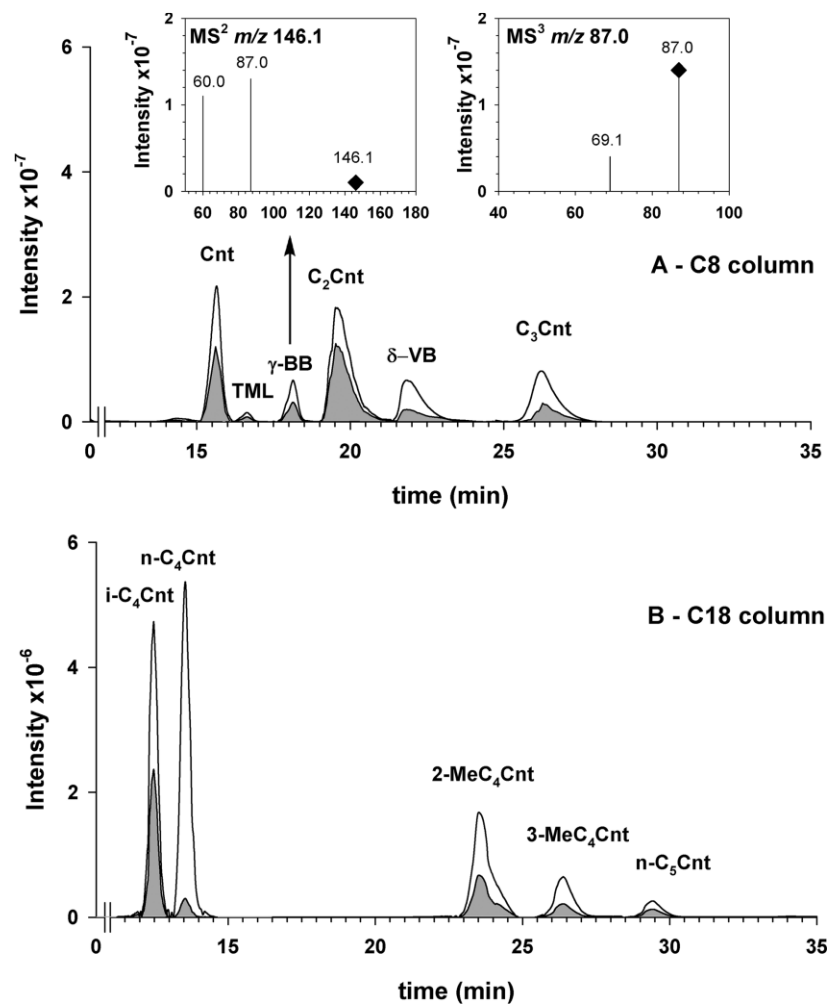 MS² m/z 146.1
60.0
87.0
146.1
Intensity x10⁻⁷
2
1
0
60 80 100 120 140 160 180
MS³ m/z 87.0
87.0
69.1
Intensity x10⁻⁷
2
1
0
40 60 80 100
Intensity x10⁻⁷
6
4
2
0
Cnt
TML
γ-BB
C₂Cnt
δ–VB
C₃Cnt
A - C8 column
0 15 20 25 30 35
time (min)
Intensity x10⁻⁶
6
4
2
0
i-C₄Cnt
n-C₄Cnt
2-MeC₄Cnt
3-MeC₄Cnt
n-C₅Cnt
B - C18 column
0 15 20 25 30 35
time (min)